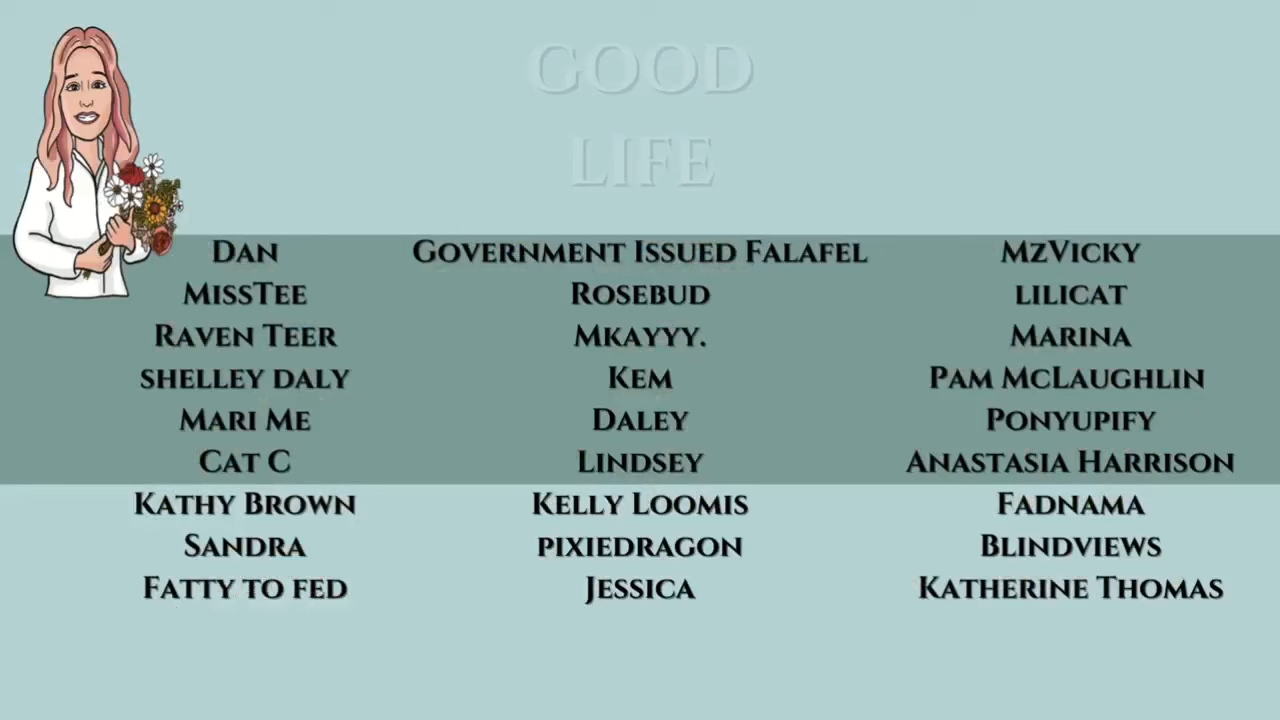 GOOD
LIFE
Dan Government Issued Falafel MzVicky
MissTee Rosebud lilicat
Raven Teer Mkayyy. Marina
shelley daly Kem Pam McLaughlin
Mari Me Daley Ponyupify
Cat C Lindsey Anastasia Harrison
Kathy Brown Kelly Loomis Fadnama
Sandra pixiedragon Blindviews
Fatty to fed Jessica Katherine Thomas